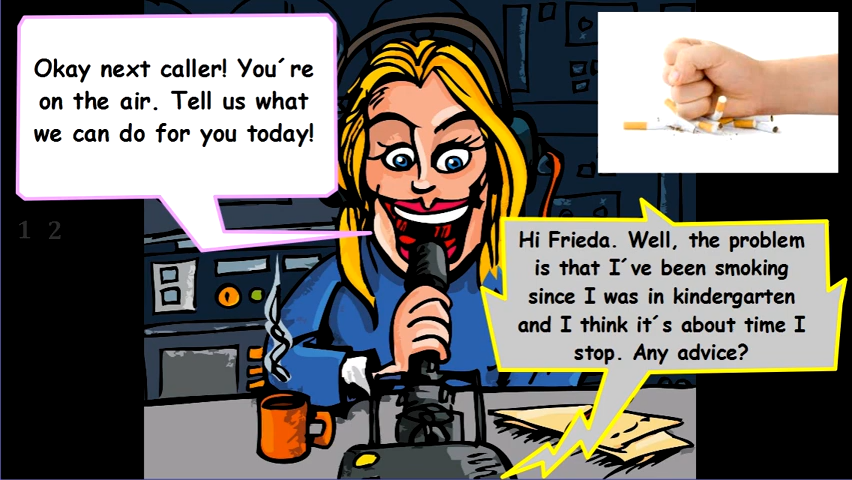 Okay next caller! You´re
on the air. Tell us what
we can do for you today!
1 2
Hi Frieda. Well, the problem
is that I´ve been smoking
since I was in kindergarten
and I think it´s about time I
stop. Any advice?